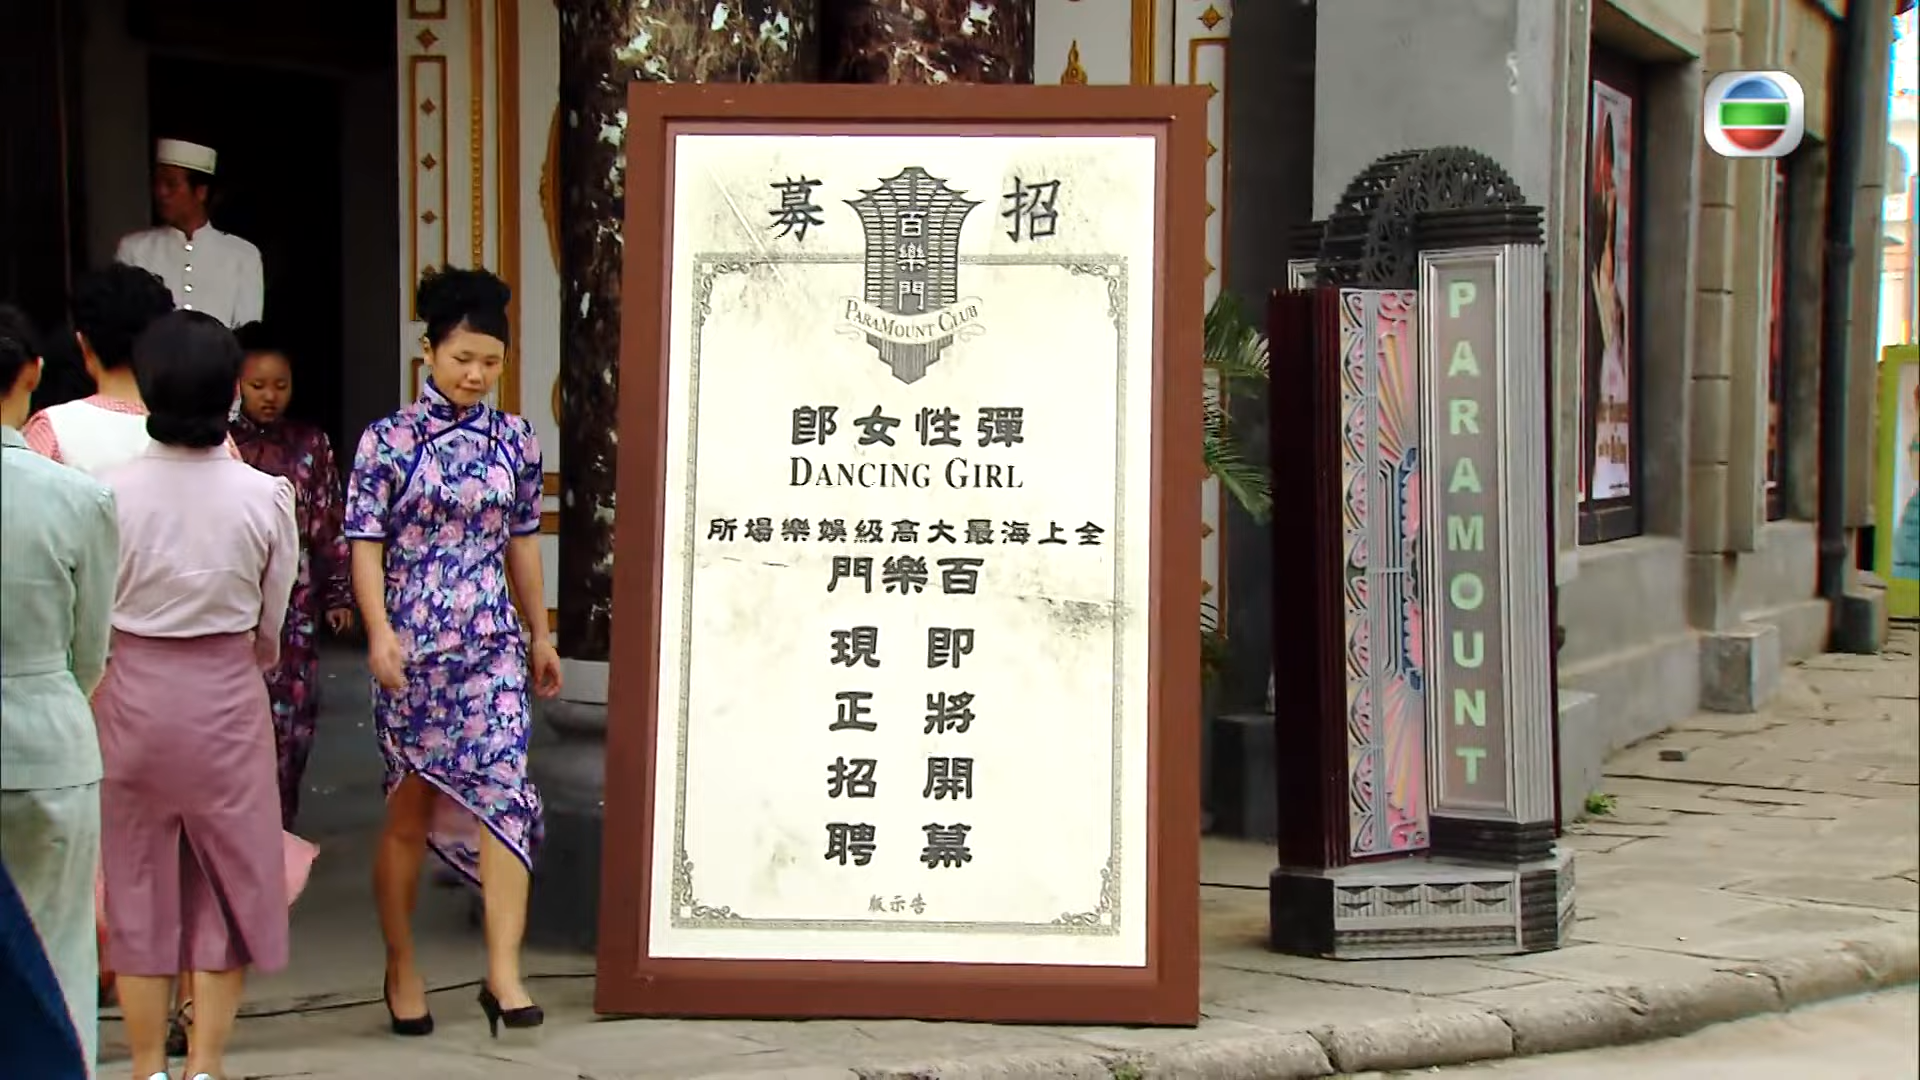 招募
百樂門
PARAMOUNT CLUB
彈性女郎
DANCING GIRL
全上海最大高級娛樂場所
百樂門
即將開幕
現正招聘
告示版
PARAMOUNT